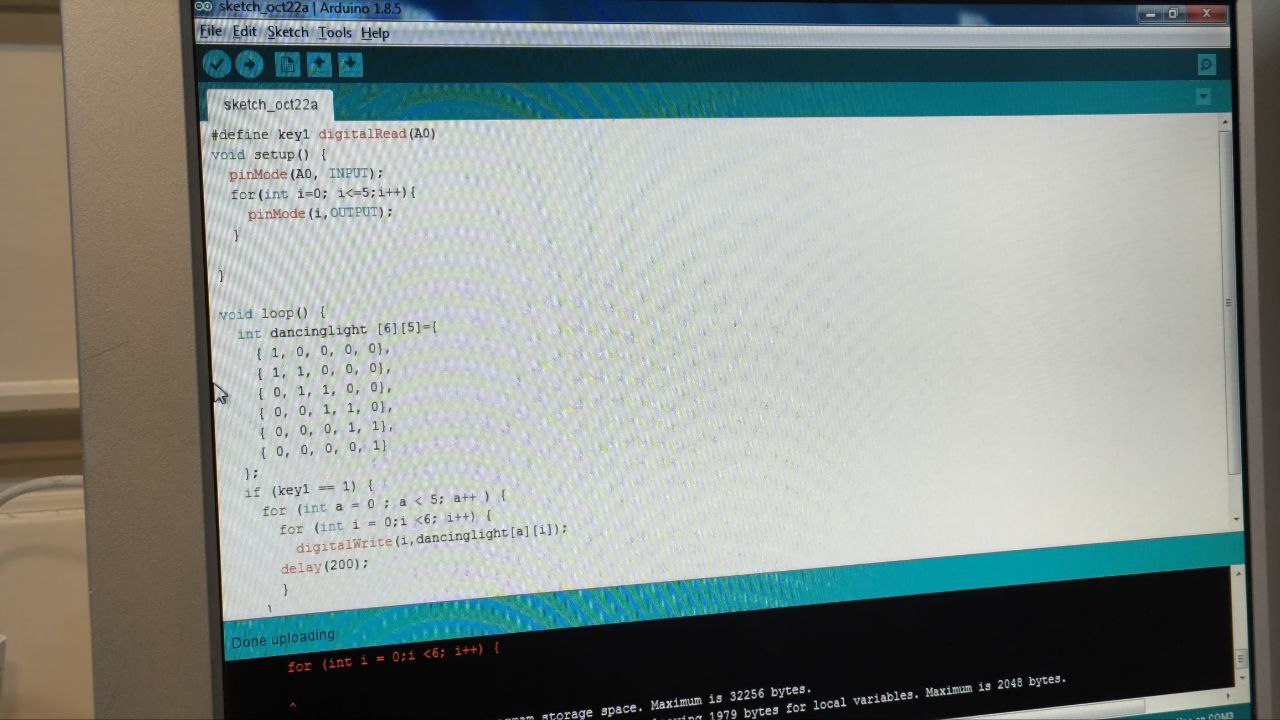 sketch_oct22a | Arduino 1.8.5
File Edit Sketch Tools Help
sketch_oct22a
#define key1 digitalRead(A0)
void setup() {
pinMode(A0, INPUT);
for(int i=0; i<=5;i++){
pinMode(i,OUTPUT);
}
}
void loop() {
int dancinglight [6][5]={
{ 1, 0, 0, 0, 0},
{ 1, 1, 0, 0, 0},
{ 0, 1, 1, 0, 0},
{ 0, 0, 1, 1, 0},
{ 0, 0, 0, 1, 1},
{ 0, 0, 0, 0, 1}
};
if (key1 == 1) {
for (int a = 0 ; a < 5; a++ ) {
for (int i = 0;i <6; i++) {
digitalWrite(i,dancinglight[a][i]);
delay(200);
}
Done uploading.
for (int i = 0;i <6; i++) {
^
storage space. Maximum is 32256 bytes.
1979 bytes for local variables. Maximum is 2048 bytes.
COM3